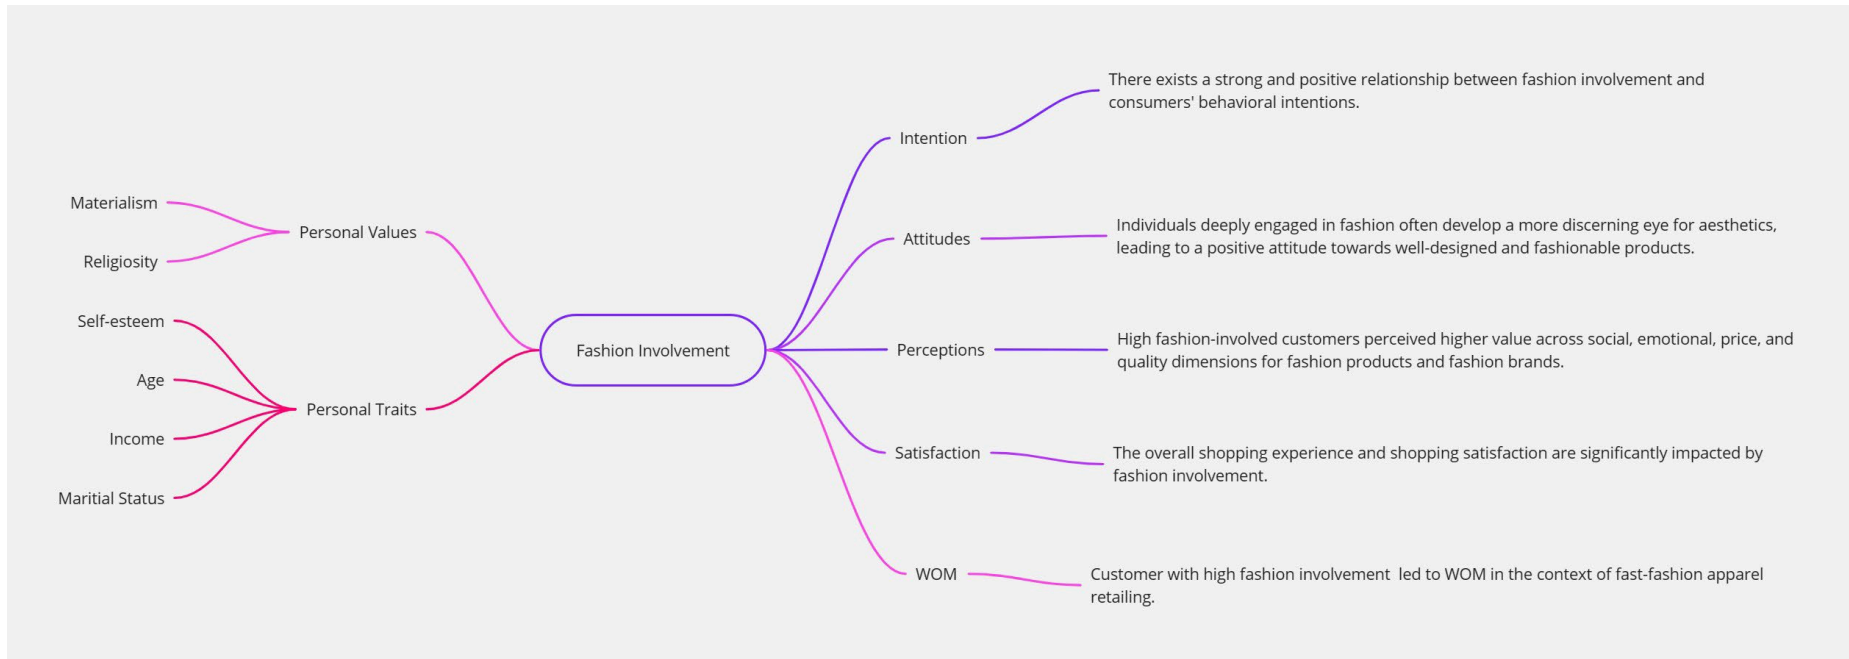 Materialism
Religiosity
Personal Values
Self-esteem
Age
Income
Maritial Status
Personal Traits
Fashion Involvement
Intention
There exists a strong and positive relationship between fashion involvement and
consumers' behavioral intentions.
Attitudes
Individuals deeply engaged in fashion often develop a more discerning eye for aesthetics,
leading to a positive attitude towards well-designed and fashionable products.
Perceptions
High fashion-involved customers perceived higher value across social, emotional, price, and
quality dimensions for fashion products and fashion brands.
Satisfaction
The overall shopping experience and shopping satisfaction are significantly impacted by
fashion involvement.
WOM
Customer with high fashion involvement  led to WOM in the context of fast-fashion apparel
retailing.